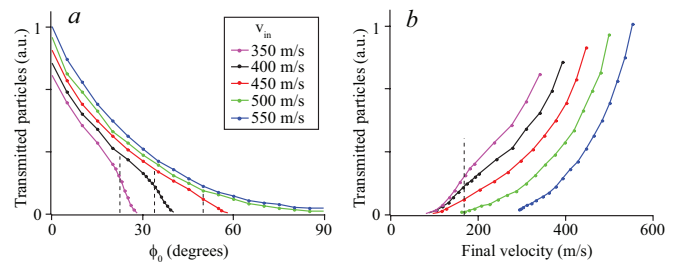 a
Transmitted particles (a.u.)
1
0
0
30
60
90
ϕ₀ (degrees)
v_in
350 m/s
400 m/s
450 m/s
500 m/s
550 m/s
b
Transmitted particles (a.u.)
1
0
0
200
400
600
Final velocity (m/s)